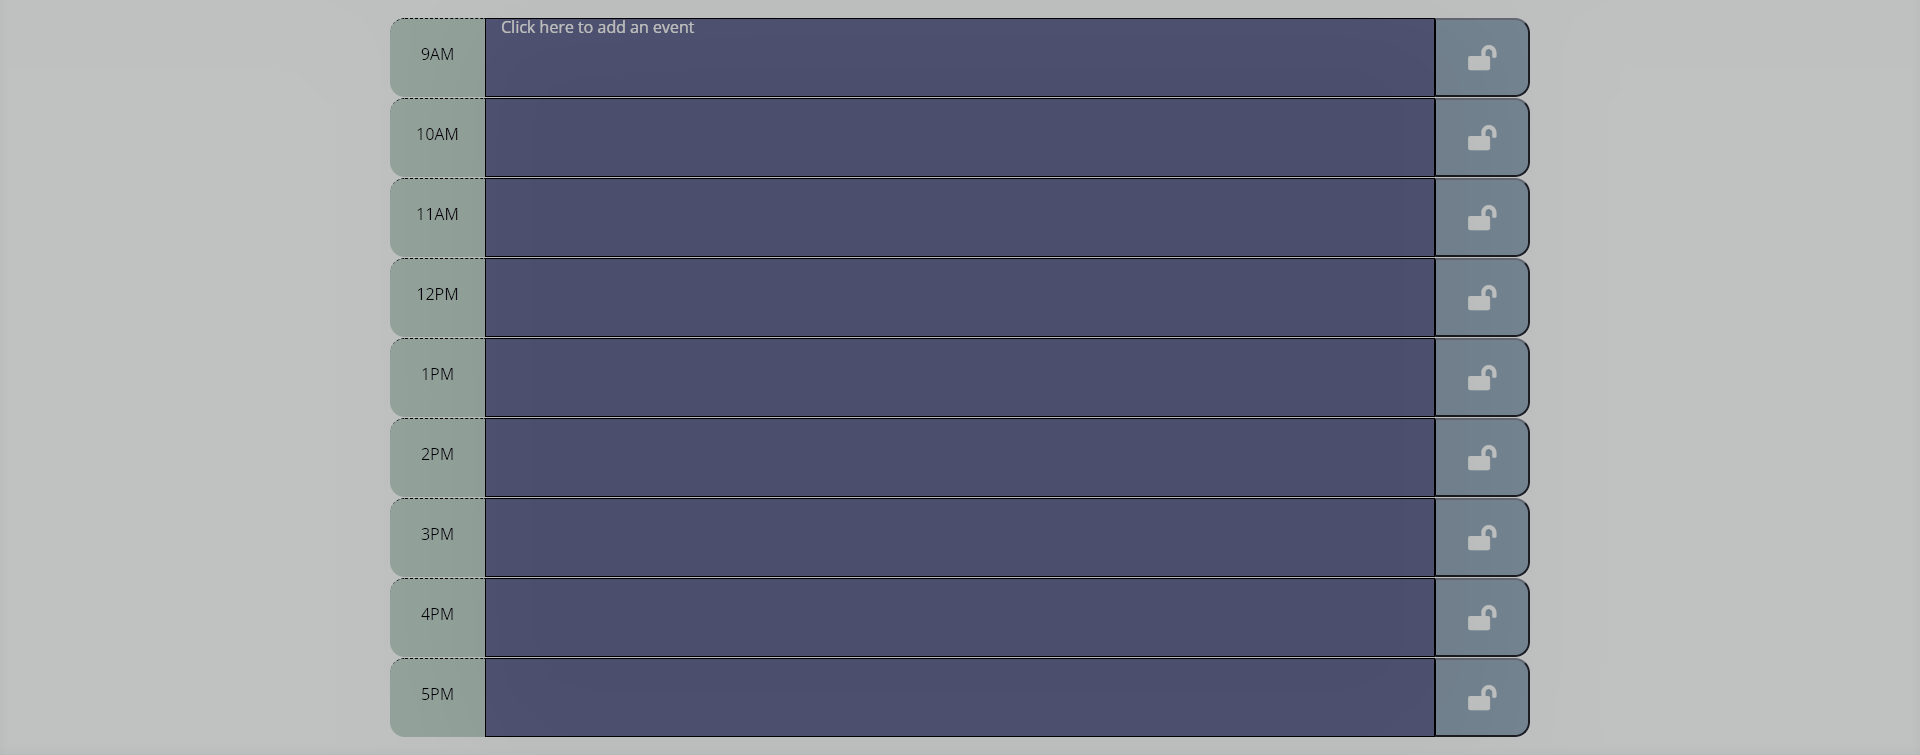 9AM Click here to add an event
10AM
11AM
12PM
1PM
2PM
3PM
4PM
5PM